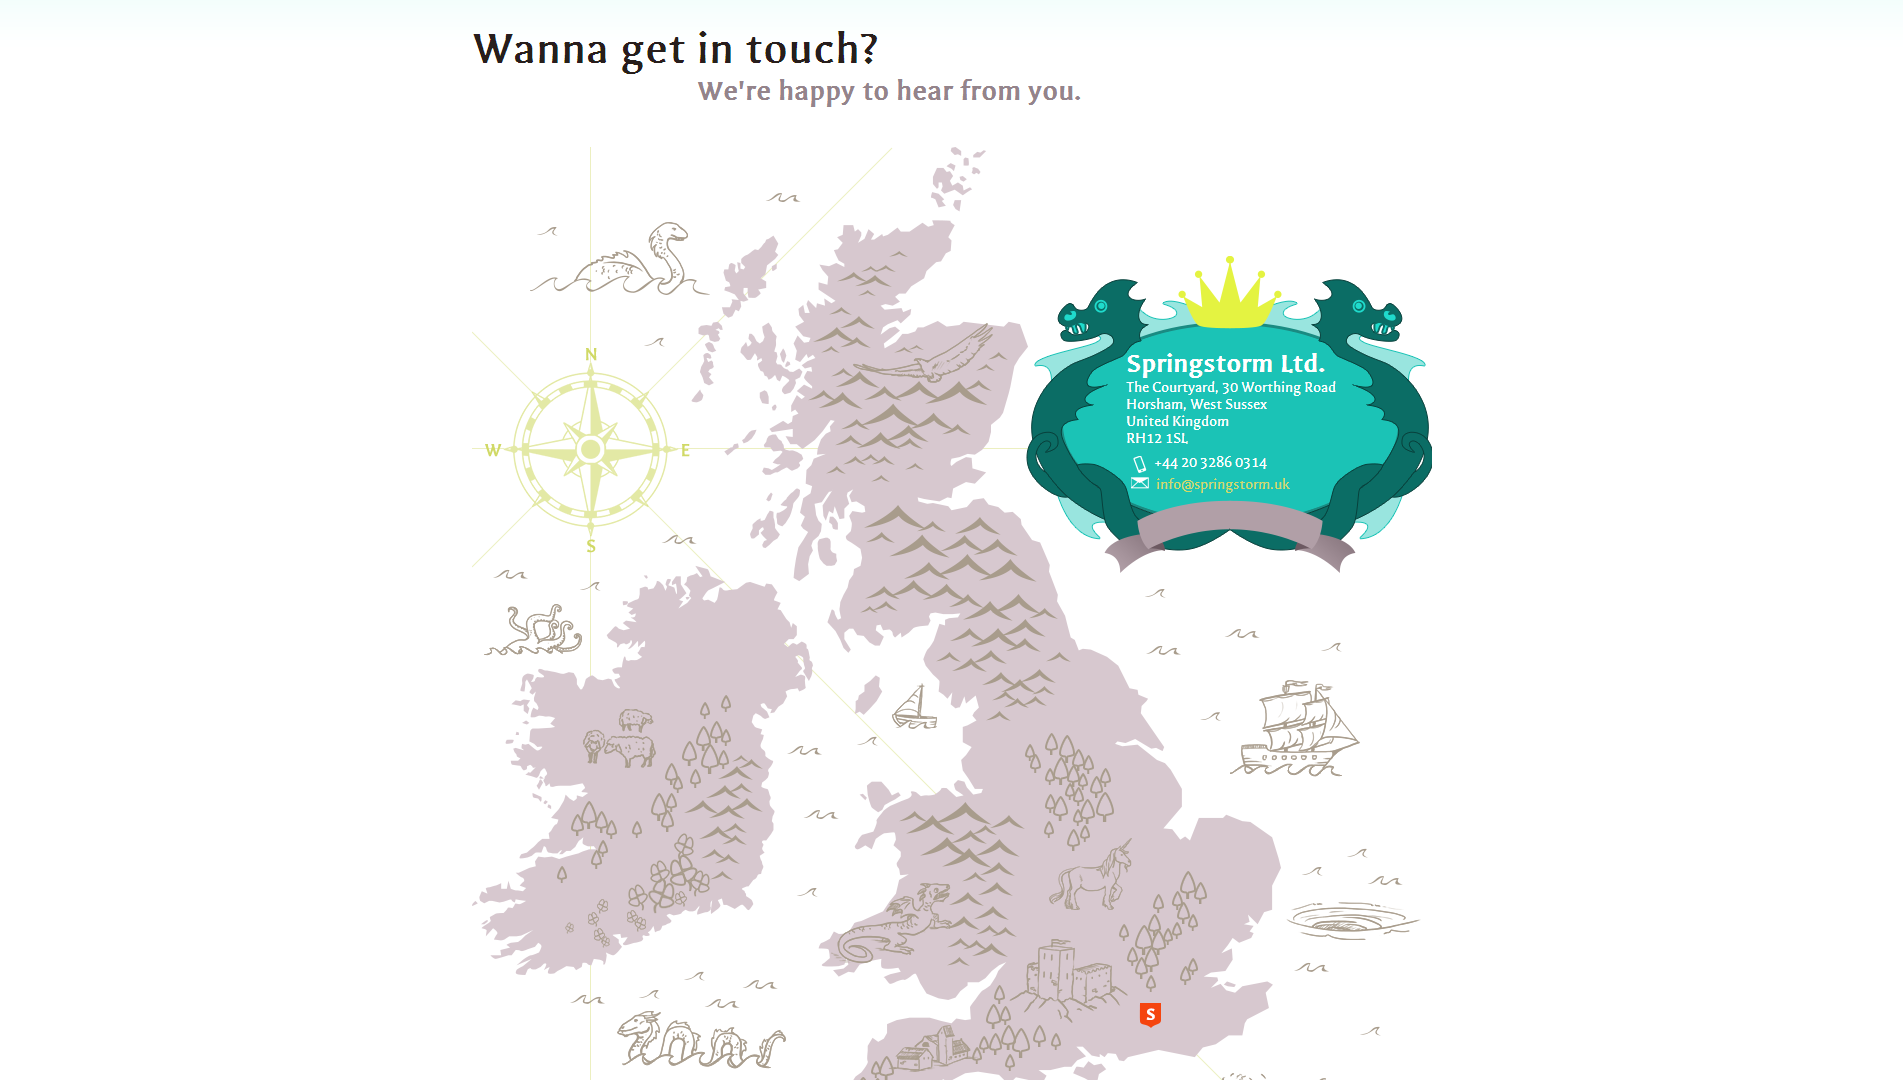 Wanna get in touch?
We're happy to hear from you.
N
W
E
S
Springstorm Ltd.
The Courtyard, 30 Worthing Road
Horsham, West Sussex
United Kingdom
RH12 1SL
+44 20 3286 0314
info@springstorm.uk
S